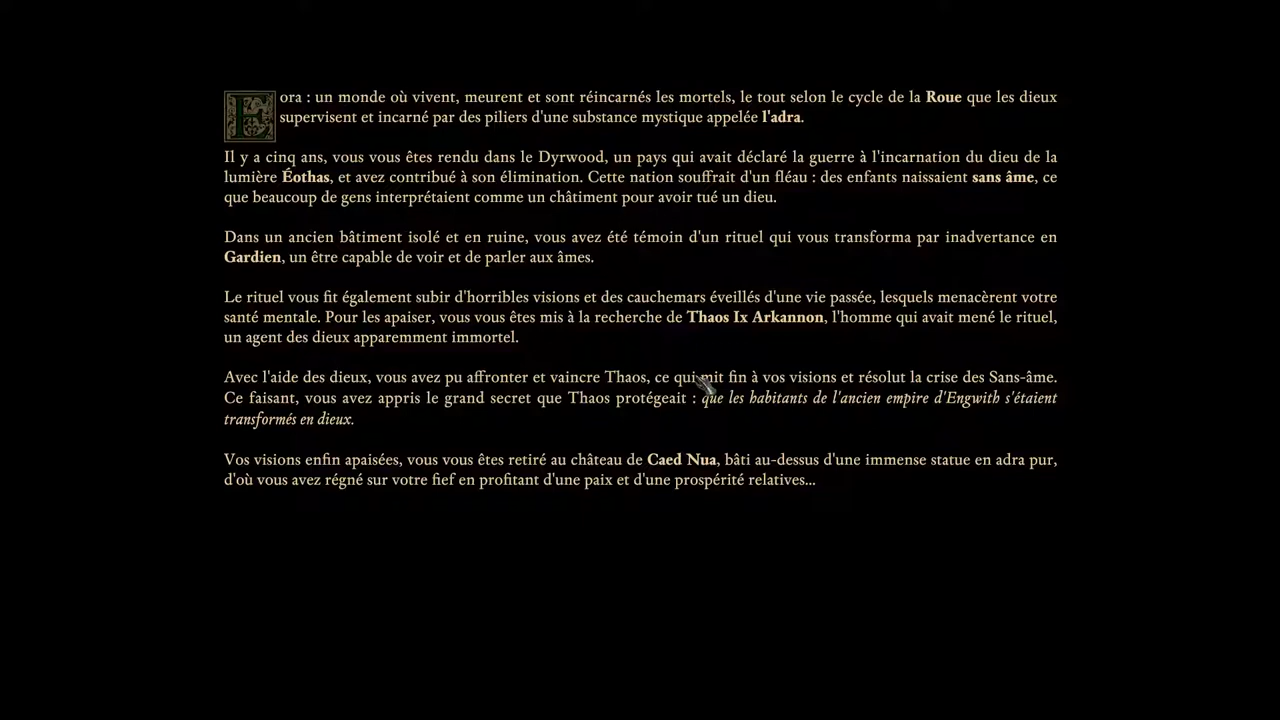 Eora : un monde où vivent, meurent et sont réincarnés les mortels, le tout selon le cycle de la Roue que les dieux
supervisent et incarné par des piliers d'une substance mystique appelée l'adra.
Il y a cinq ans, vous vous êtes rendu dans le Dyrwood, un pays qui avait déclaré la guerre à l'incarnation du dieu de la
lumière Éothas, et avez contribué à son élimination. Cette nation souffrait d'un fléau : des enfants naissaient sans âme, ce
que beaucoup de gens interprétaient comme un châtiment pour avoir tué un dieu.
Dans un ancien bâtiment isolé et en ruine, vous avez été témoin d'un rituel qui vous transforma par inadvertance en
Gardien, un être capable de voir et de parler aux âmes.
Le rituel vous fit également subir d'horribles visions et des cauchemars éveillés d'une vie passée, lesquels menacèrent votre
santé mentale. Pour les apaiser, vous vous êtes mis à la recherche de Thaos Ix Arkannon, l'homme qui avait mené le rituel,
un agent des dieux apparemment immortel.
Avec l'aide des dieux, vous avez pu affronter et vaincre Thaos, ce qui mit fin à vos visions et résolut la crise des Sans-âme.
Ce faisant, vous avez appris le grand secret que Thaos protégeait : que les habitants de l'ancien empire d'Engwith s'étaient
transformés en dieux.
Vos visions enfin apaisées, vous vous êtes retiré au château de Caed Nua, bâti au-dessus d'une immense statue en adra pur,
d'où vous avez régné sur votre fief en profitant d'une paix et d'une prospérité relatives...